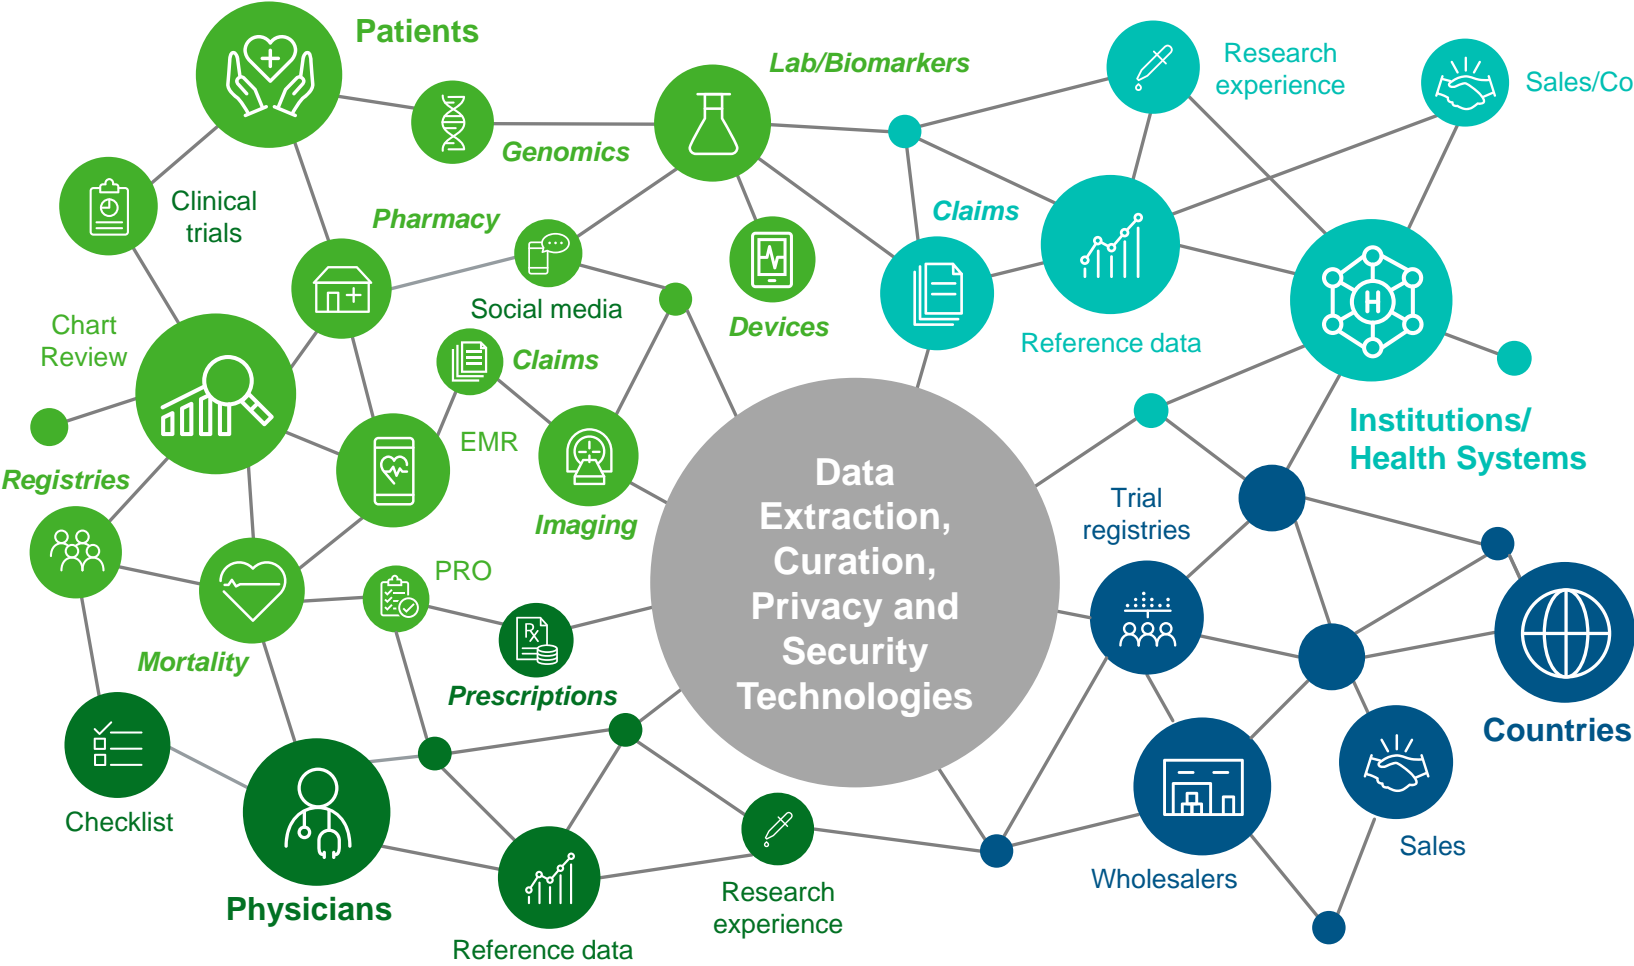 Patients
Lab/Biomarkers
Research
experience
Sales/Co
Genomics
Clinical
trials
Pharmacy
Claims
Social media
Devices
Chart
Review
Claims
Reference data
EMR
Registries
Imaging
Institutions/
Health Systems
Data
Extraction,
Curation,
Privacy and
Security
Technologies
Trial
registries
H
PRO
Rx
Mortality
Prescriptions
Countries
Checklist
Physicians
Reference data
Research
experience
Wholesalers
Sales